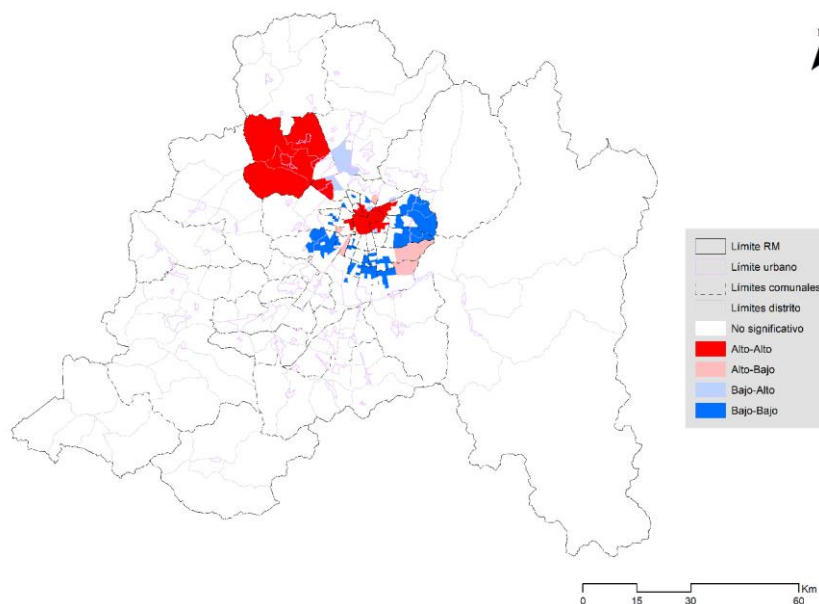 Límite RM
Límite urbano
Límites comunales
Límites distrito
No significativo
Alto-Alto
Alto-Bajo
Bajo-Alto
Bajo-Bajo
Km
0 15 30 60